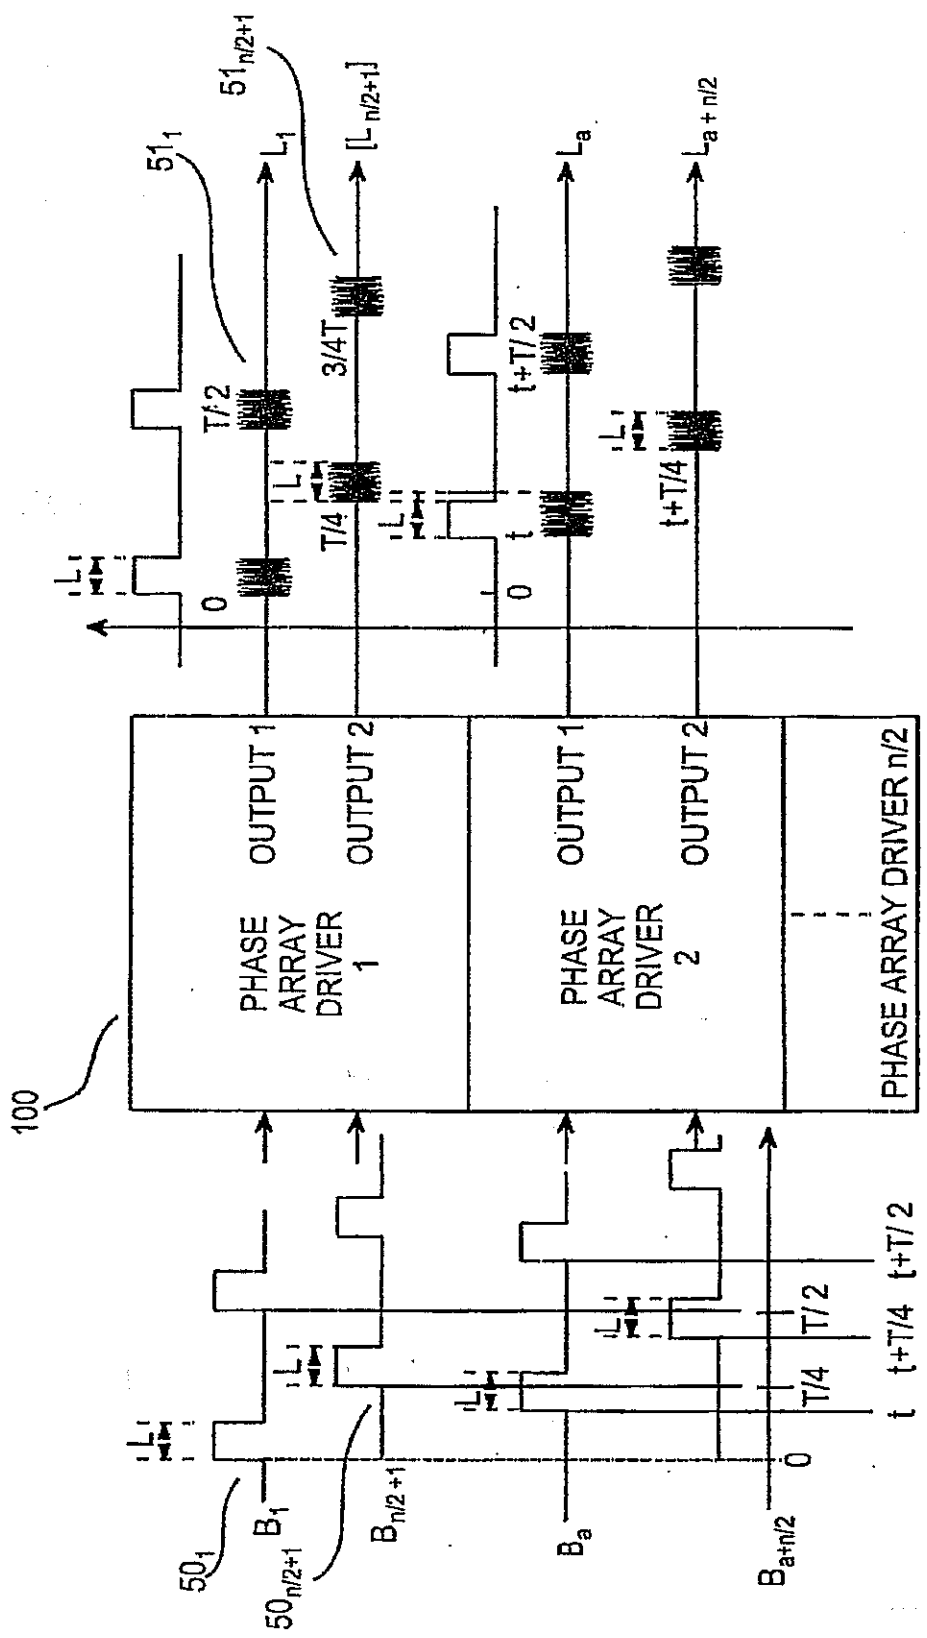 100
50₁
50n/2+1
51₁
51n/2+1
B₁
L
Bn/2+1
L
Ba
L
Ba+n/2
L
0
T/4
T/2
t
t+T/4
t+T/2
PHASE
ARRAY
DRIVER
1
OUTPUT 1
OUTPUT 2
PHASE
ARRAY
DRIVER
2
OUTPUT 1
OUTPUT 2
PHASE ARRAY DRIVER n/2
L
0
T/2
L₁
L
T/4
3/4T
[Ln/2+1]
L
0
t
t+T/2
La
L
t+T/4
La+n/2